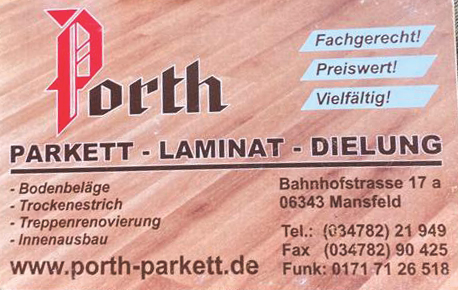 Porth
Fachgerecht!
Preiswert!
Vielfältig!
PARKETT - LAMINAT - DIELUNG
- Bodenbeläge
- Trockenestrich
- Treppenrenovierung
- Innenausbau
www.porth-parkett.de
Bahnhofstrasse 17 a
06343 Mansfeld
Tel.: (034782) 21 949
Fax (034782) 90 425
Funk: 0171 71 26 518